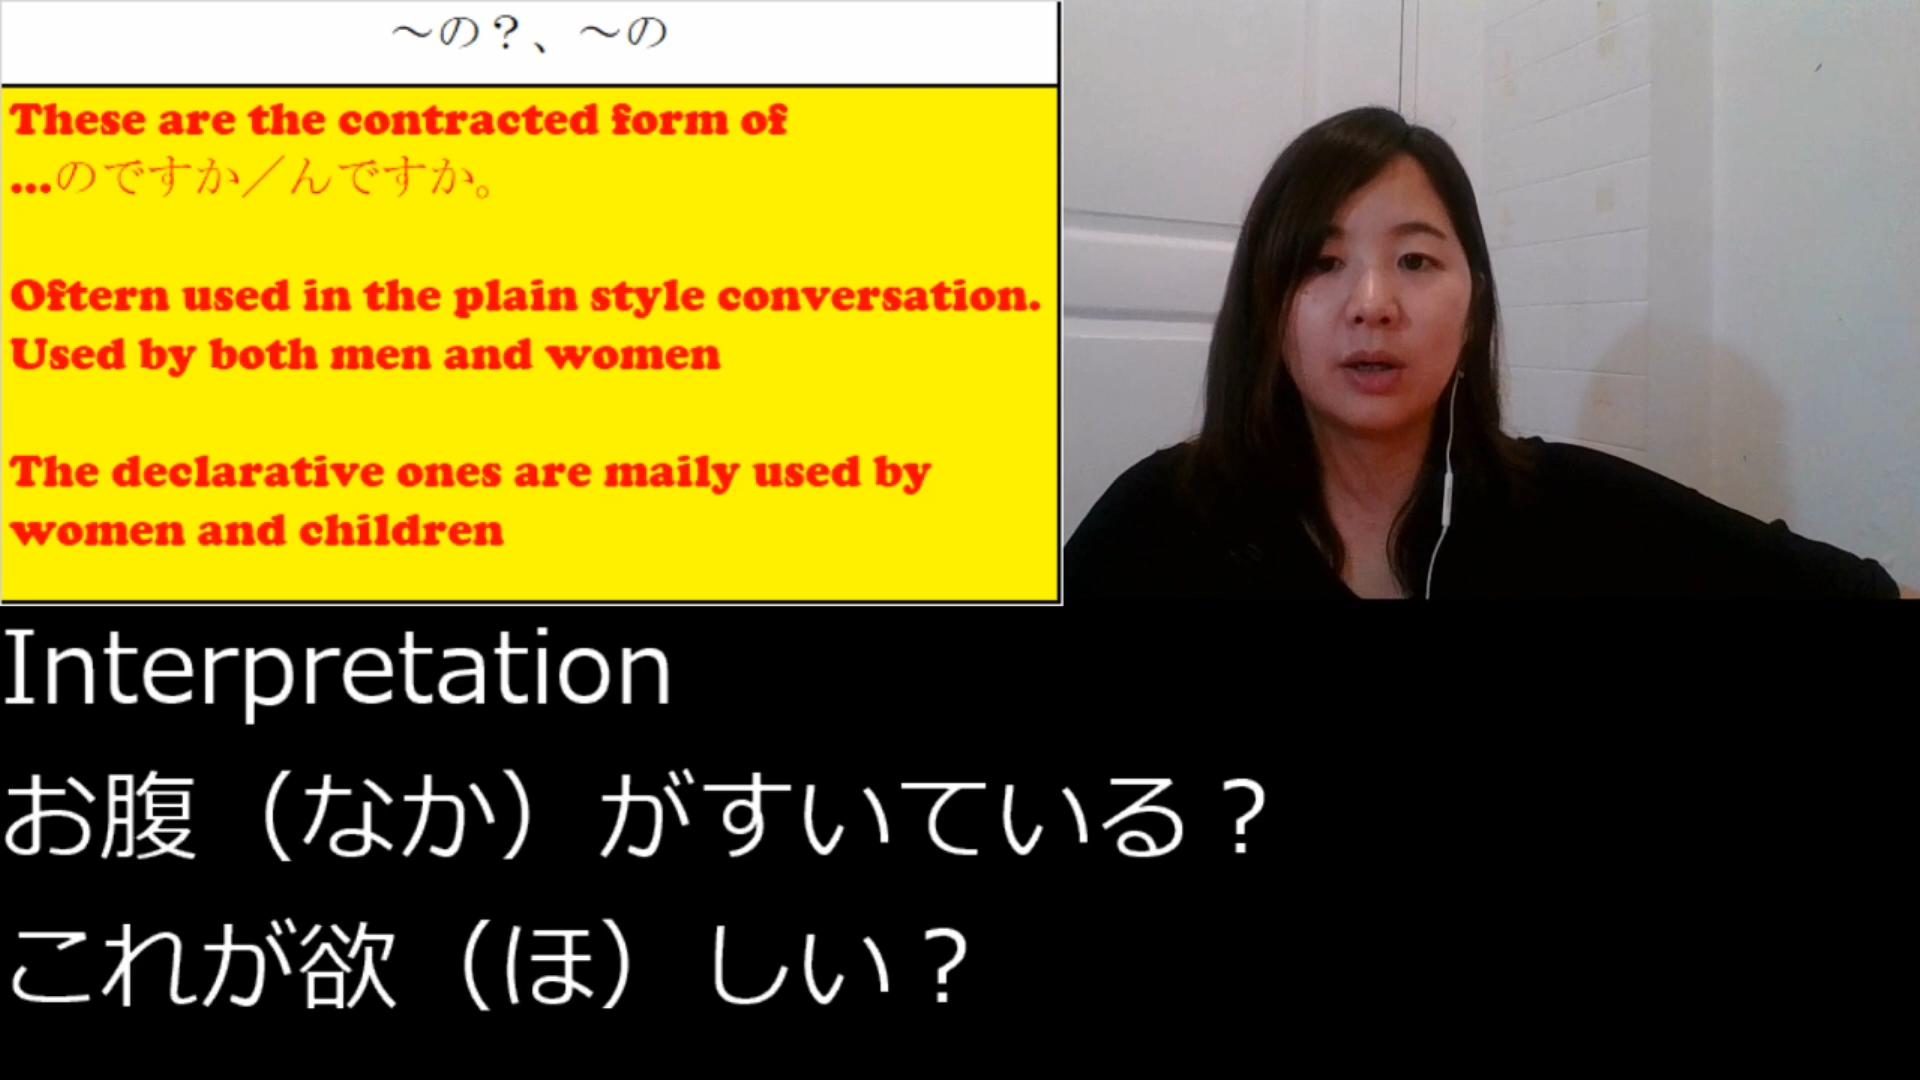 ～の？、～の
These are the contracted form of
...のですか／んですか。
Oftern used in the plain style conversation.
Used by both men and women
The declarative ones are maily used by
women and children
Interpretation
お腹（なか）がすいている？
これが欲（ほ）しい？